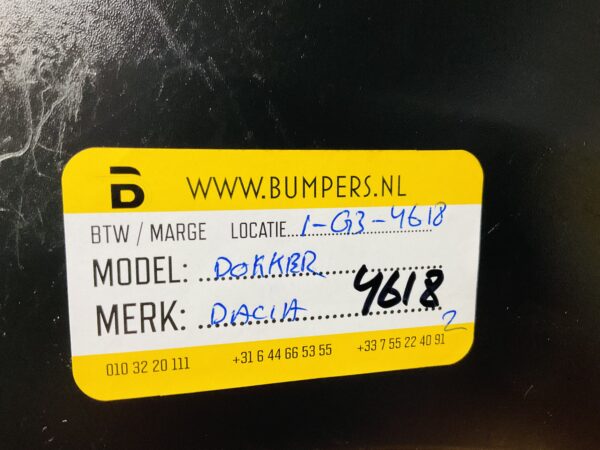 B WWW.BUMPERS.NL
BTW / MARGE LOCATIE 1-G3-4618
MODEL: DOKKER
MERK: DACIA 4618
2
010 32 20 111 +31 6 44 66 53 55 +33 7 55 22 40 91